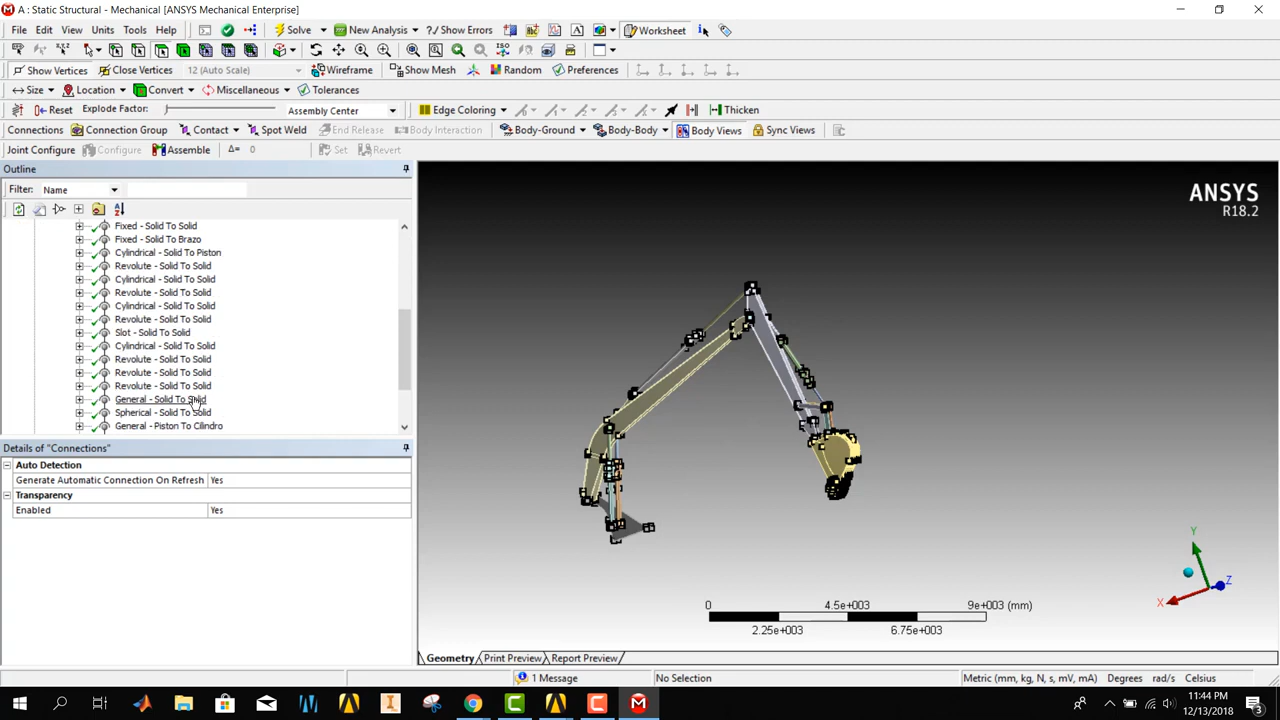 A : Static Structural - Mechanical [ANSYS Mechanical Enterprise]
File Edit View Units Tools Help Solve New Analysis Show Errors Worksheet
Show Vertices Close Vertices 12 (Auto Scale) Wireframe Show Mesh Random Preferences
Size Location Convert Miscellaneous Tolerances
Reset Explode Factor: Assembly Center Edge Coloring Thicken
Connections Connection Group Contact Spot Weld End Release Body Interaction Body-Ground Body-Body Body Views Sync Views
Joint Configure Configure Assemble Δ= 0 Set Revert
Outline
Filter: Name
Fixed - Solid To Solid
Fixed - Solid To Brazo
Cylindrical - Solid To Piston
Revolute - Solid To Solid
Cylindrical - Solid To Solid
Revolute - Solid To Solid
Cylindrical - Solid To Solid
Revolute - Solid To Solid
Slot - Solid To Solid
Cylindrical - Solid To Solid
Revolute - Solid To Solid
Revolute - Solid To Solid
Revolute - Solid To Solid
General - Solid To Solid
Spherical - Solid To Solid
General - Piston To Cilindro
Details of "Connections"
Auto Detection
Generate Automatic Connection On Refresh Yes
Transparency
Enabled Yes
ANSYS
R18.2
Y
Z
X
0 4.5e+003 9e+003 (mm)
2.25e+003 6.75e+003
Geometry Print Preview Report Preview
1 Message No Selection Metric (mm, kg, N, s, mV, mA) Degrees rad/s Celsius
11:44 PM
12/13/2018
3